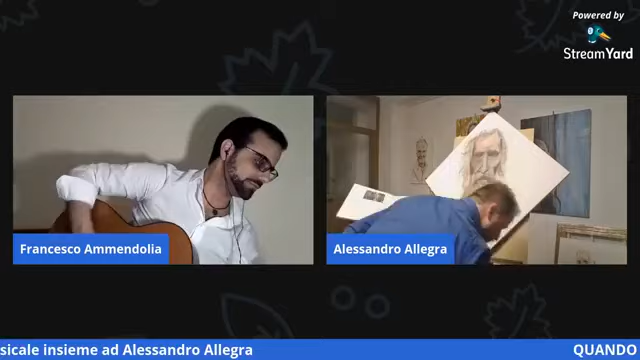 Powered by
StreamYard
Francesco Ammendolia
Alessandro Allegra
sicale insieme ad Alessandro Allegra
QUANDO